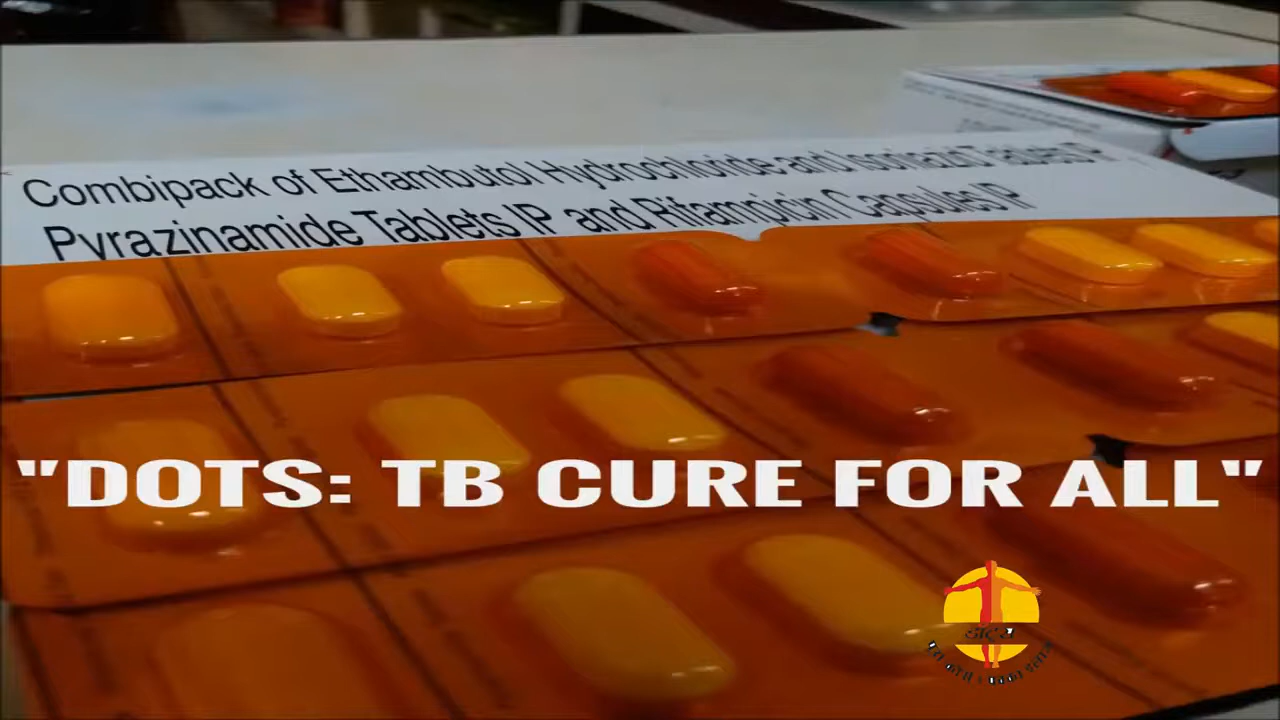 Combipack of Ethambutol Hydrochloride and Isoniazid Tablets IP
Pyrazinamide Tablets IP and Rifampicin Capsules IP
"DOTS: TB CURE FOR ALL"
डॉट्स